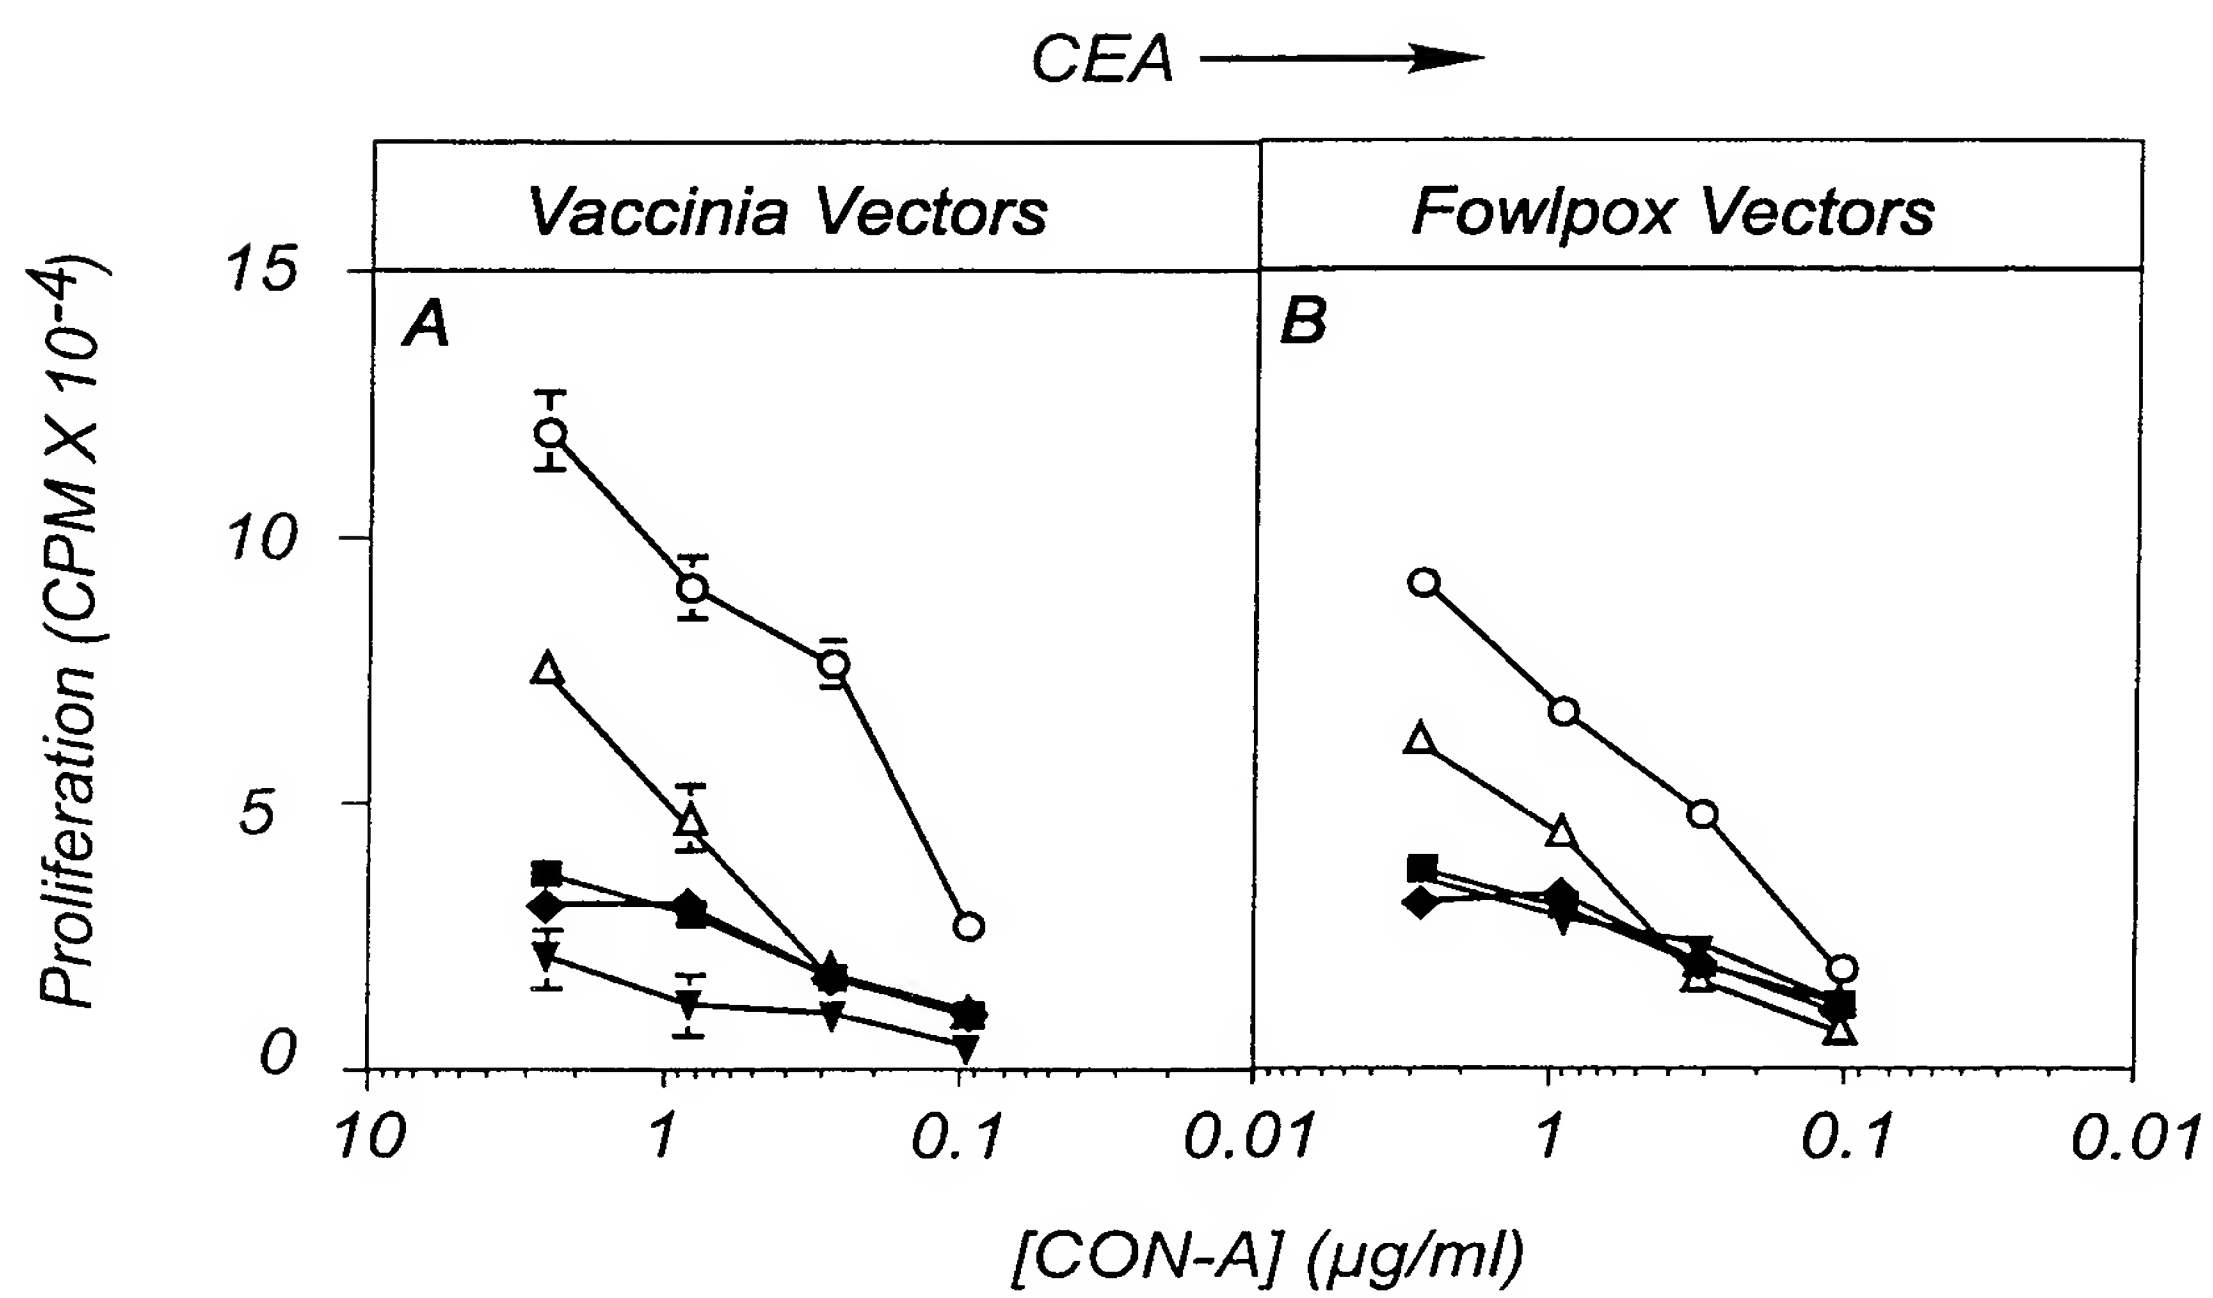 CEA
Vaccinia Vectors
Fowlpox Vectors
A
B
Proliferation (CPM X 10⁻⁴)
15
10
5
0
10
1
0.1
0.01
1
0.1
0.01
[CON-A] (µg/ml)